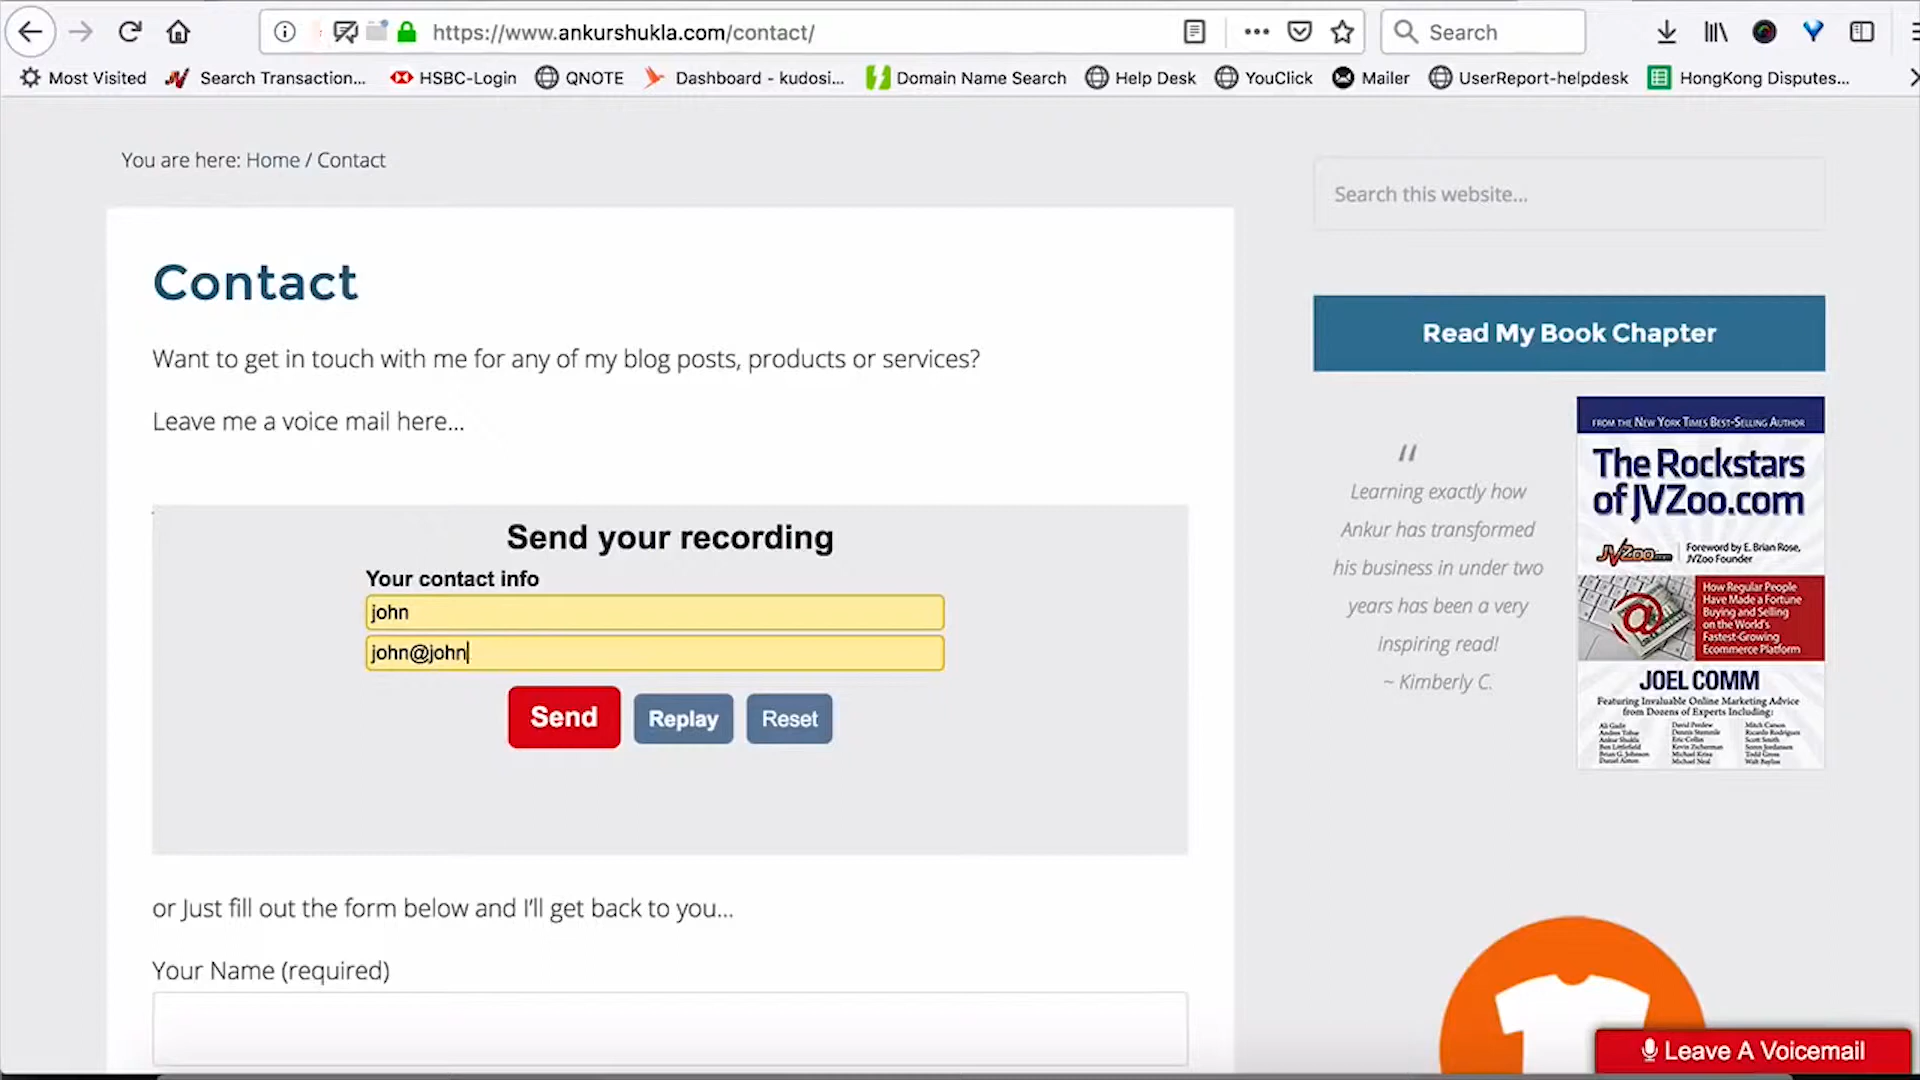 https://www.ankurshukla.com/contact/
Search
Most Visited
Search Transaction...
HSBC-Login
QNOTE
Dashboard - kudosi...
Domain Name Search
Help Desk
YouClick
Mailer
UserReport-helpdesk
HongKong Disputes...
You are here: Home / Contact
Contact
Want to get in touch with me for any of my blog posts, products or services?
Leave me a voice mail here...
Send your recording
Your contact info
john
john@john
Send
Replay
Reset
or Just fill out the form below and I'll get back to you...
Your Name (required)
Search this website...
Read My Book Chapter
"
Learning exactly how
Ankur has transformed
his business in under two
years has been a very
inspiring read!
~ Kimberly C.
FROM THE NEW YORK TIMES BEST-SELLING AUTHOR
The Rockstars
of JVZoo.com
JVZoo.com
Foreword by E. Brian Rose,
JVZoo Founder
How Regular People
Have Made a Fortune
Buying and Selling
on the World's
Fastest-Growing
Ecommerce Platform
JOEL COMM
Featuring Invaluable Online Marketing Advice
from Dozens of Experts Including:
Leave A Voicemail